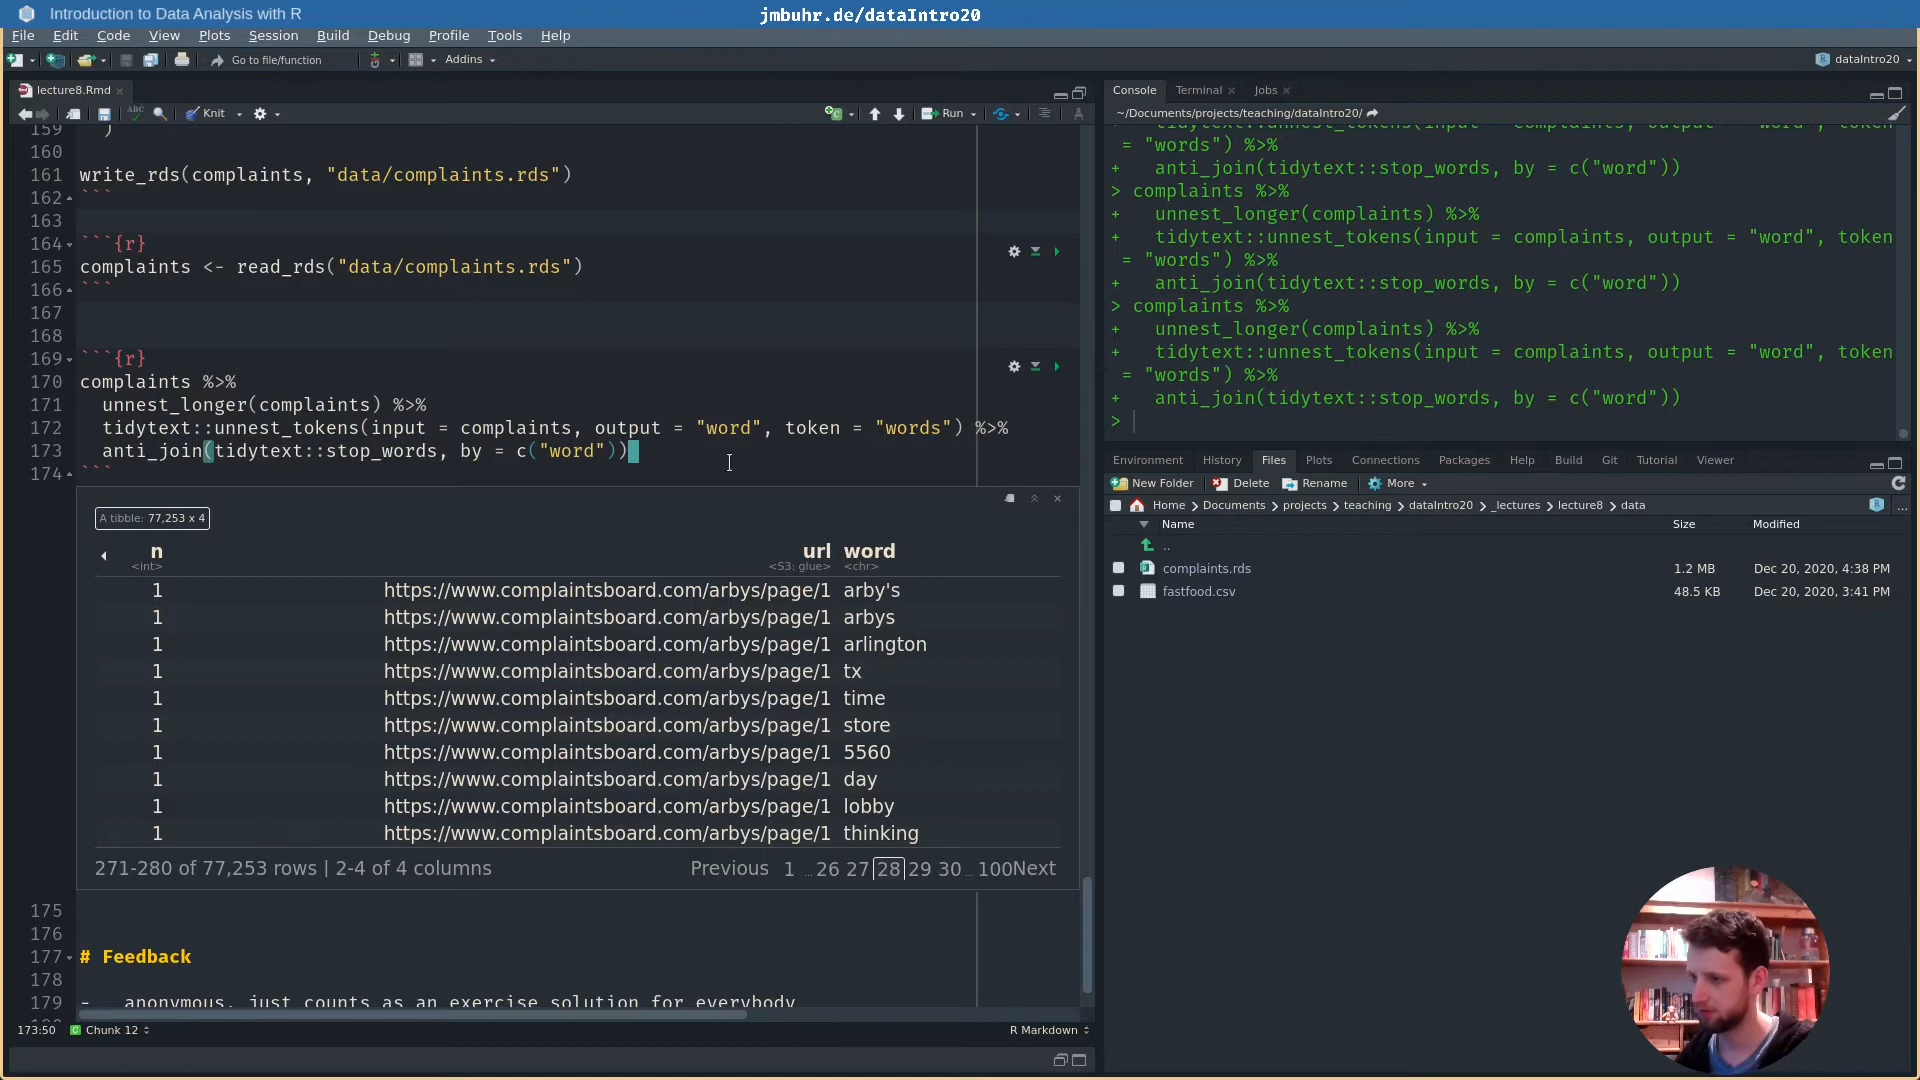 Introduction to Data Analysis with R
jmbuhr.de/dataIntro20
File Edit Code View Plots Session Build Debug Profile Tools Help
Go to file/function Addins dataIntro20
lecture8.Rmd
ABC Knit Run
159 )
160
161 write_rds(complaints, "data/complaints.rds")
162 ```
163
164 ```{r}
165 complaints <- read_rds("data/complaints.rds")
166 ```
167
168
169 ```{r}
170 complaints %>%
171 unnest_longer(complaints) %>%
172 tidytext::unnest_tokens(input = complaints, output = "word", token = "words") %>%
173 anti_join(tidytext::stop_words, by = c("word"))
174 ```
A tibble: 77,253 x 4
n url word
<int> <S3: glue> <chr>
1 https://www.complaintsboard.com/arbys/page/1 arby's
1 https://www.complaintsboard.com/arbys/page/1 arbys
1 https://www.complaintsboard.com/arbys/page/1 arlington
1 https://www.complaintsboard.com/arbys/page/1 tx
1 https://www.complaintsboard.com/arbys/page/1 time
1 https://www.complaintsboard.com/arbys/page/1 store
1 https://www.complaintsboard.com/arbys/page/1 5560
1 https://www.complaintsboard.com/arbys/page/1 day
1 https://www.complaintsboard.com/arbys/page/1 lobby
1 https://www.complaintsboard.com/arbys/page/1 thinking
271-280 of 77,253 rows | 2-4 of 4 columns Previous 1 ... 26 27 28 29 30 ... 100 Next
175
176
177 # Feedback
178
179 - anonymous, just counts as an exercise solution for everybody
173:50 Chunk 12 R Markdown
Console Terminal Jobs
~/Documents/projects/teaching/dataIntro20/
+ tidytext::unnest_tokens(input = complaints, output = "word", token
= "words") %>%
+ anti_join(tidytext::stop_words, by = c("word"))
> complaints %>%
+ unnest_longer(complaints) %>%
+ tidytext::unnest_tokens(input = complaints, output = "word", token
= "words") %>%
+ anti_join(tidytext::stop_words, by = c("word"))
> complaints %>%
+ unnest_longer(complaints) %>%
+ tidytext::unnest_tokens(input = complaints, output = "word", token
= "words") %>%
+ anti_join(tidytext::stop_words, by = c("word"))
>
Environment History Files Plots Connections Packages Help Build Git Tutorial Viewer
New Folder Delete Rename More
Home Documents projects teaching dataIntro20 _lectures lecture8 data ...
Name Size Modified
..
complaints.rds 1.2 MB Dec 20, 2020, 4:38 PM
fastfood.csv 48.5 KB Dec 20, 2020, 3:41 PM